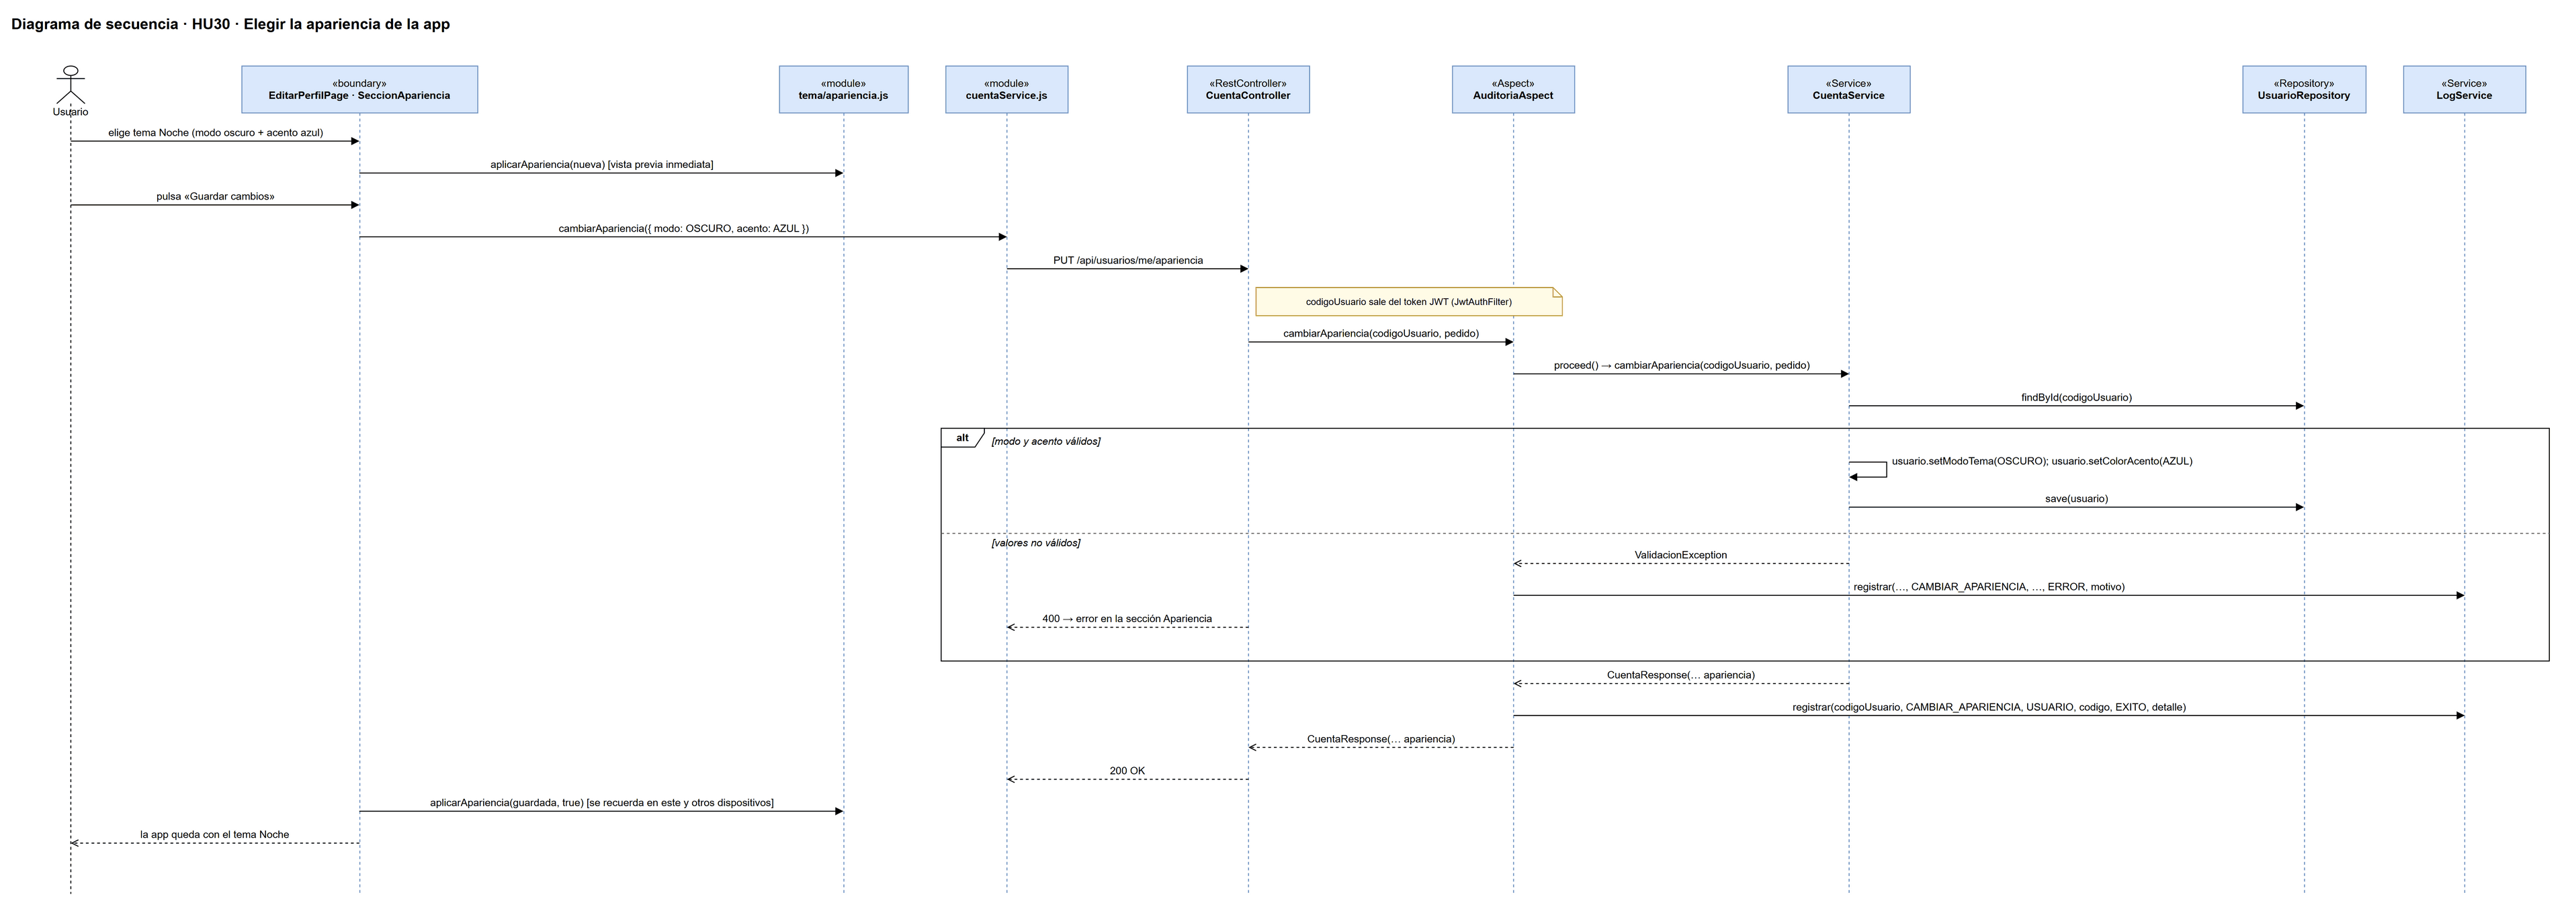 Diagrama de secuencia · HU30 · Elegir la apariencia de la app
Usuario
«boundary»
EditarPerfilPage · SeccionApariencia
«module»
tema/apariencia.js
«module»
cuentaService.js
«RestController»
CuentaController
«Aspect»
AuditoriaAspect
«Service»
CuentaService
«Repository»
UsuarioRepository
«Service»
LogService
elige tema Noche (modo oscuro + acento azul)
aplicarApariencia(nueva) [vista previa inmediata]
pulsa «Guardar cambios»
cambiarApariencia({ modo: OSCURO, acento: AZUL })
PUT /api/usuarios/me/apariencia
codigoUsuario sale del token JWT (JwtAuthFilter)
cambiarApariencia(codigoUsuario, pedido)
proceed() → cambiarApariencia(codigoUsuario, pedido)
findById(codigoUsuario)
alt
[modo y acento válidos]
usuario.setModoTema(OSCURO); usuario.setColorAcento(AZUL)
save(usuario)
[valores no válidos]
ValidacionException
registrar(…, CAMBIAR_APARIENCIA, …, ERROR, motivo)
400 → error en la sección Apariencia
CuentaResponse(… apariencia)
registrar(codigoUsuario, CAMBIAR_APARIENCIA, USUARIO, codigo, EXITO, detalle)
CuentaResponse(… apariencia)
200 OK
aplicarApariencia(guardada, true) [se recuerda en este y otros dispositivos]
la app queda con el tema Noche